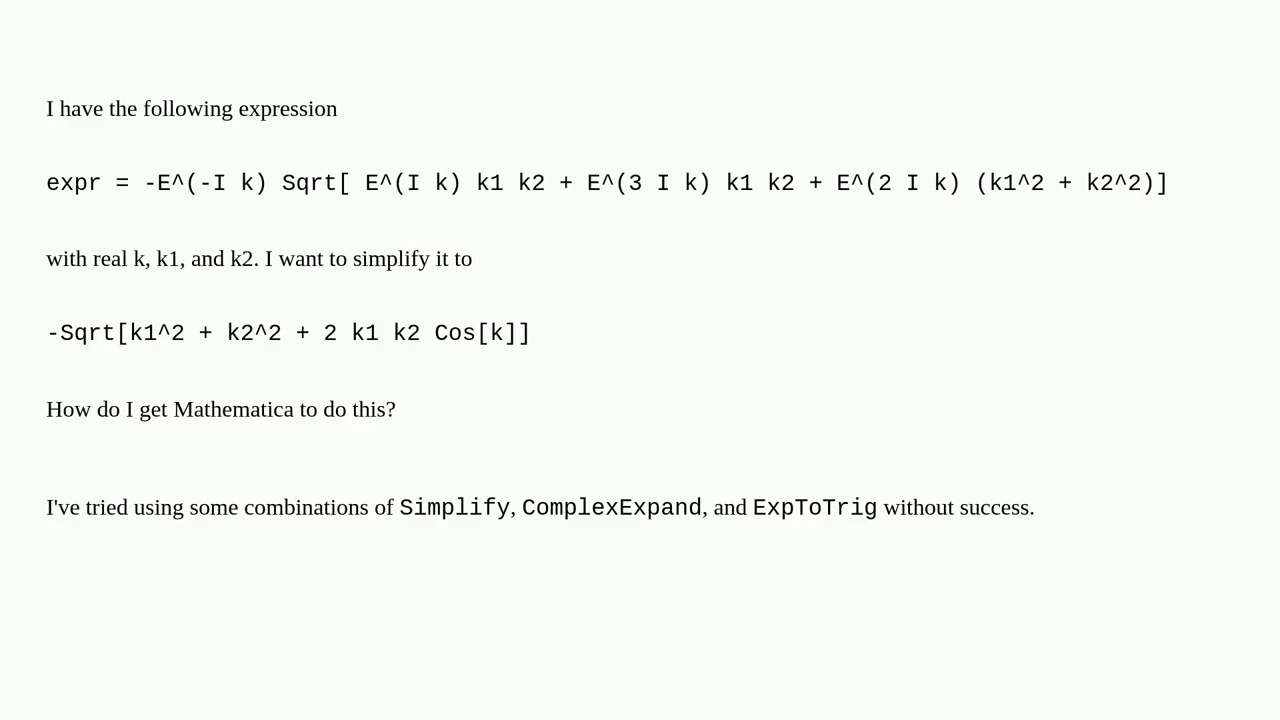 I have the following expression
expr = -E^(-I k) Sqrt[ E^(I k) k1 k2 + E^(3 I k) k1 k2 + E^(2 I k) (k1^2 + k2^2)]
with real k, k1, and k2. I want to simplify it to
-Sqrt[k1^2 + k2^2 + 2 k1 k2 Cos[k]]
How do I get Mathematica to do this?
I've tried using some combinations of Simplify, ComplexExpand, and ExpToTrig without success.